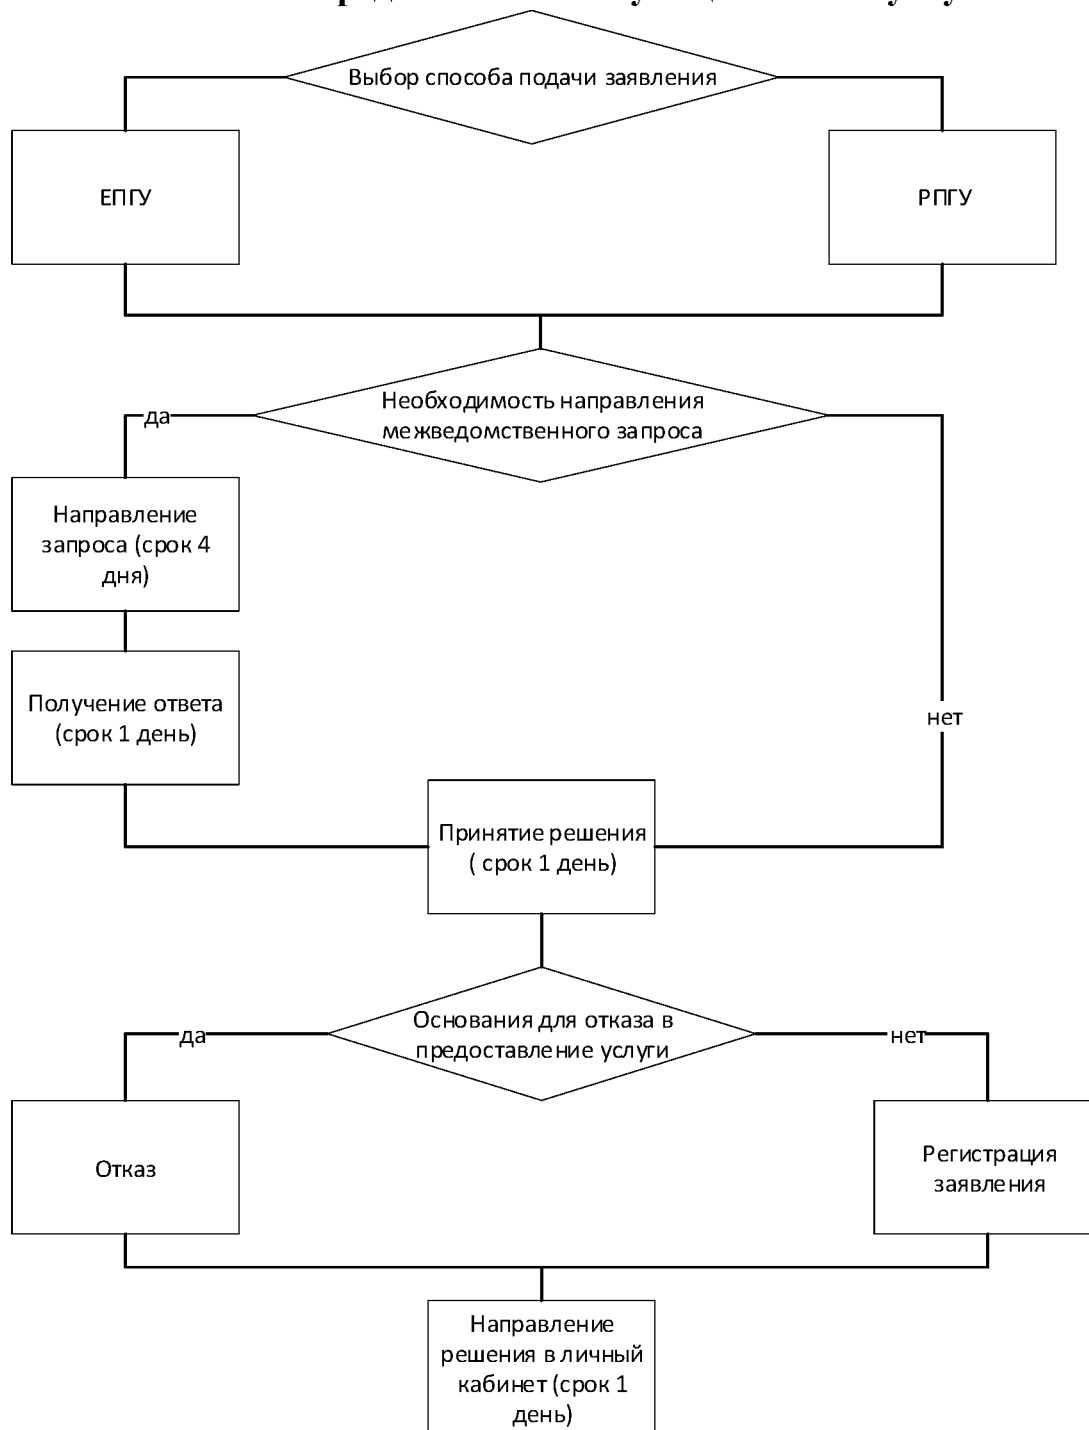 Выбор способа подачи заявления
ЕПГУ
РПГУ
Необходимость направления
межведомственного запроса
да
Направление
запроса (срок 4
дня)
Получение ответа
(срок 1 день)
нет
Принятие решения
( срок 1 день)
Основания для отказа в
предоставление услуги
да
нет
Отказ
Регистрация
заявления
Направление
решения в личный
кабинет (срок 1
день)